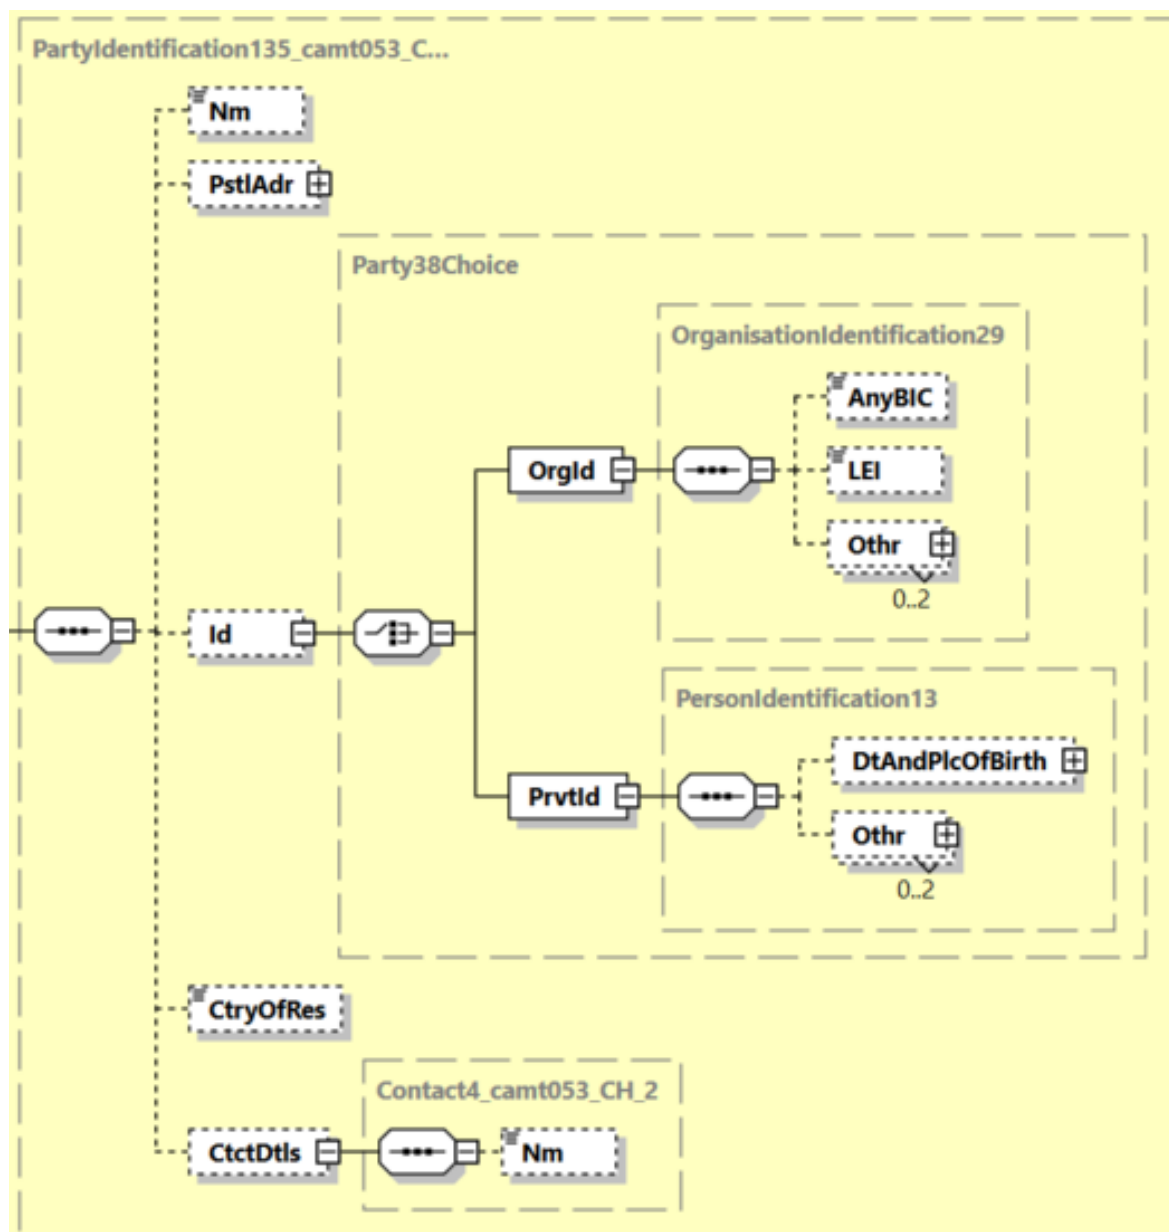 PartyIdentification135_camt053_C...
Nm
PstlAdr
Party38Choice
OrganisationIdentification29
AnyBIC
OrgId
LEI
Othr
0..2
Id
PersonIdentification13
DtAndPlcOfBirth
PrvtId
Othr
0..2
CtryOfRes
Contact4_camt053_CH_2
CtctDtls
Nm